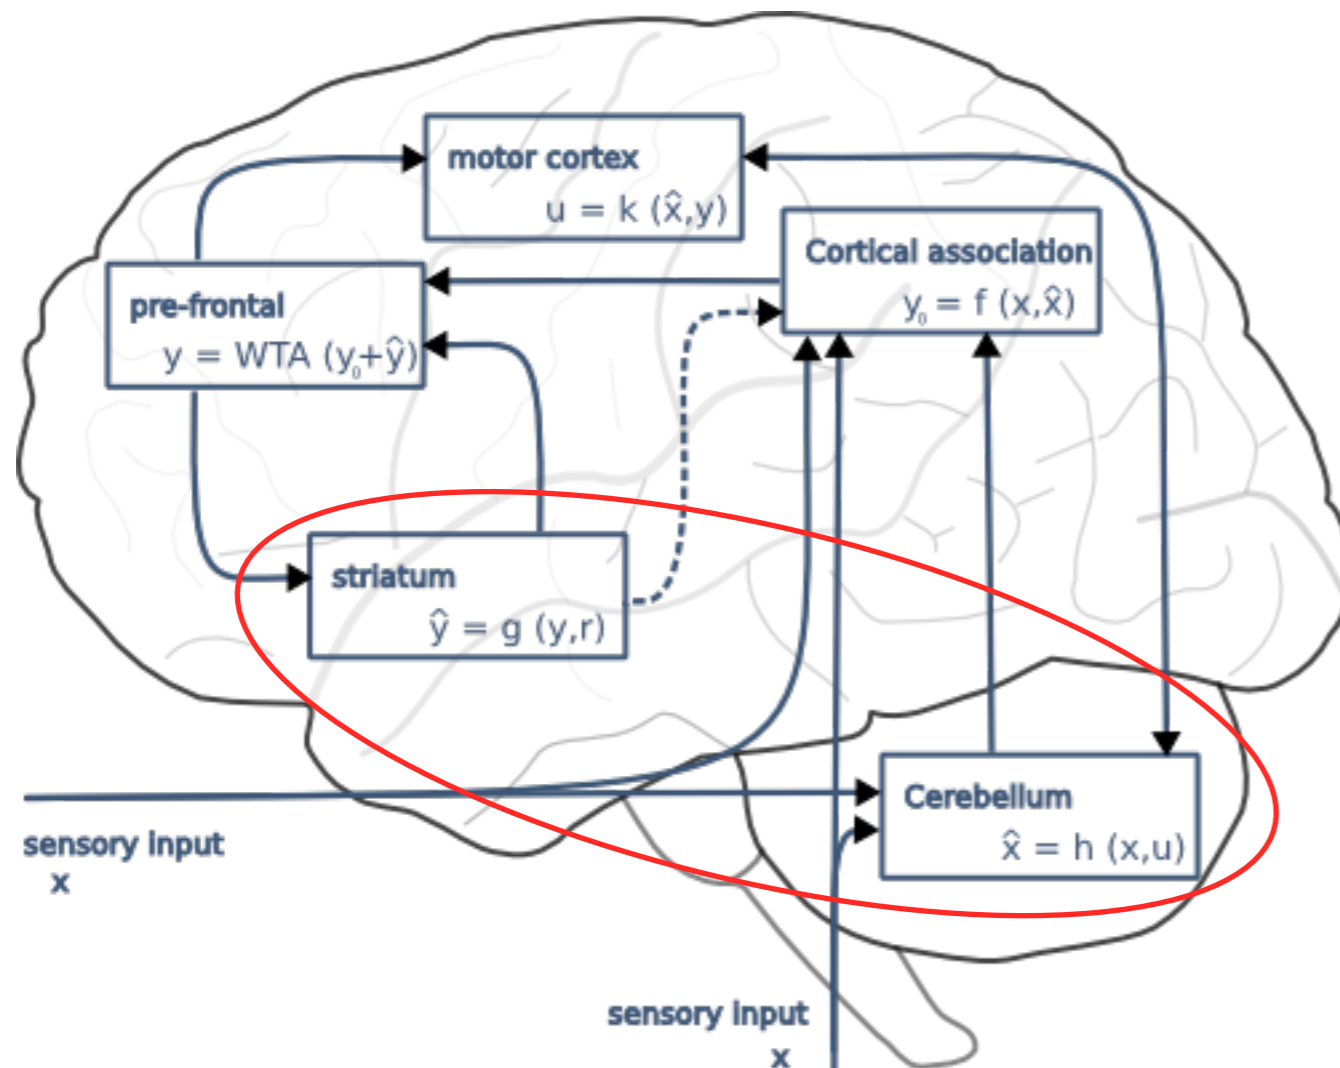 motor cortex
u = k (x̂,y)
Cortical association
y₀ = f (x,x̂)
pre-frontal
y = WTA (y₀+ŷ)
striatum
ŷ = g (y,r)
Cerebellum
x̂ = h (x,u)
sensory input
x
sensory input
x